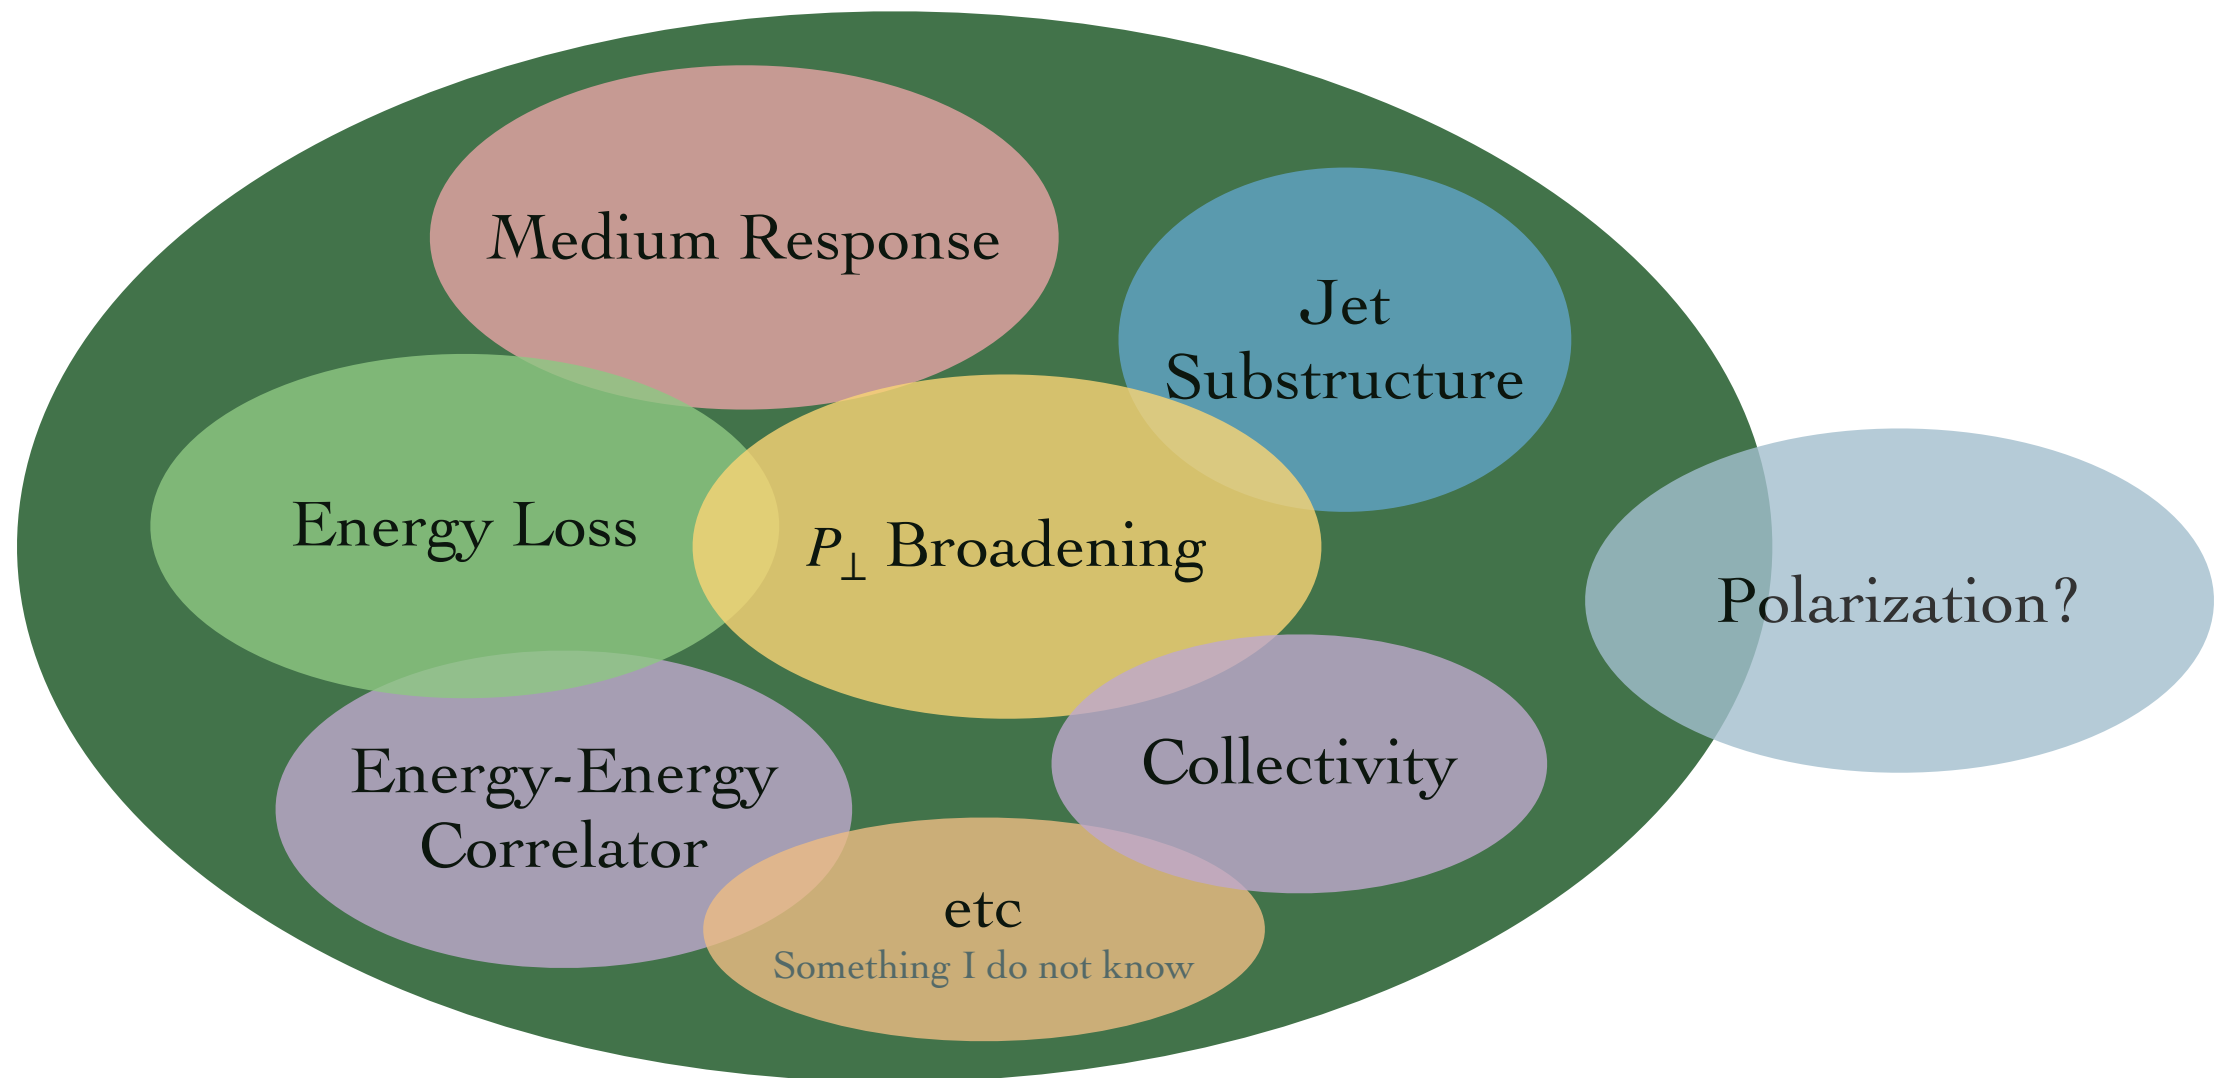 Medium Response
Jet
Substructure
Energy Loss
P⊥ Broadening
Polarization?
Energy-Energy
Correlator
Collectivity
etc
Something I do not know